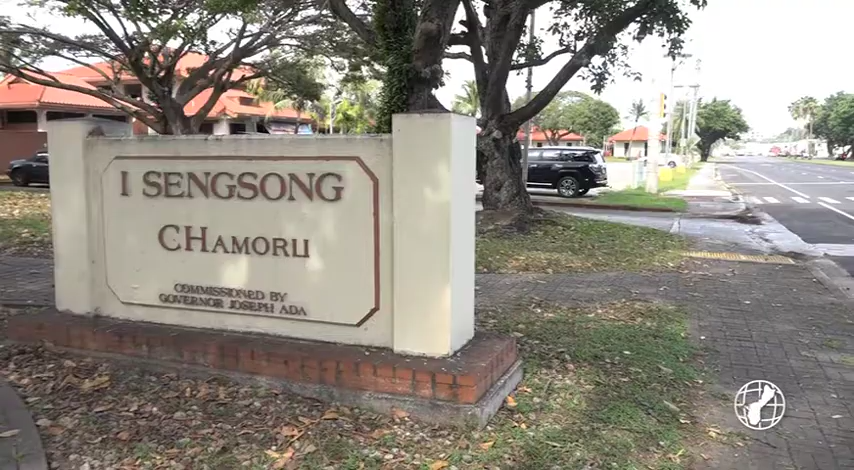 I SENGSONG
CHAMORU
COMMISSIONED BY
GOVERNOR JOSEPH ADA